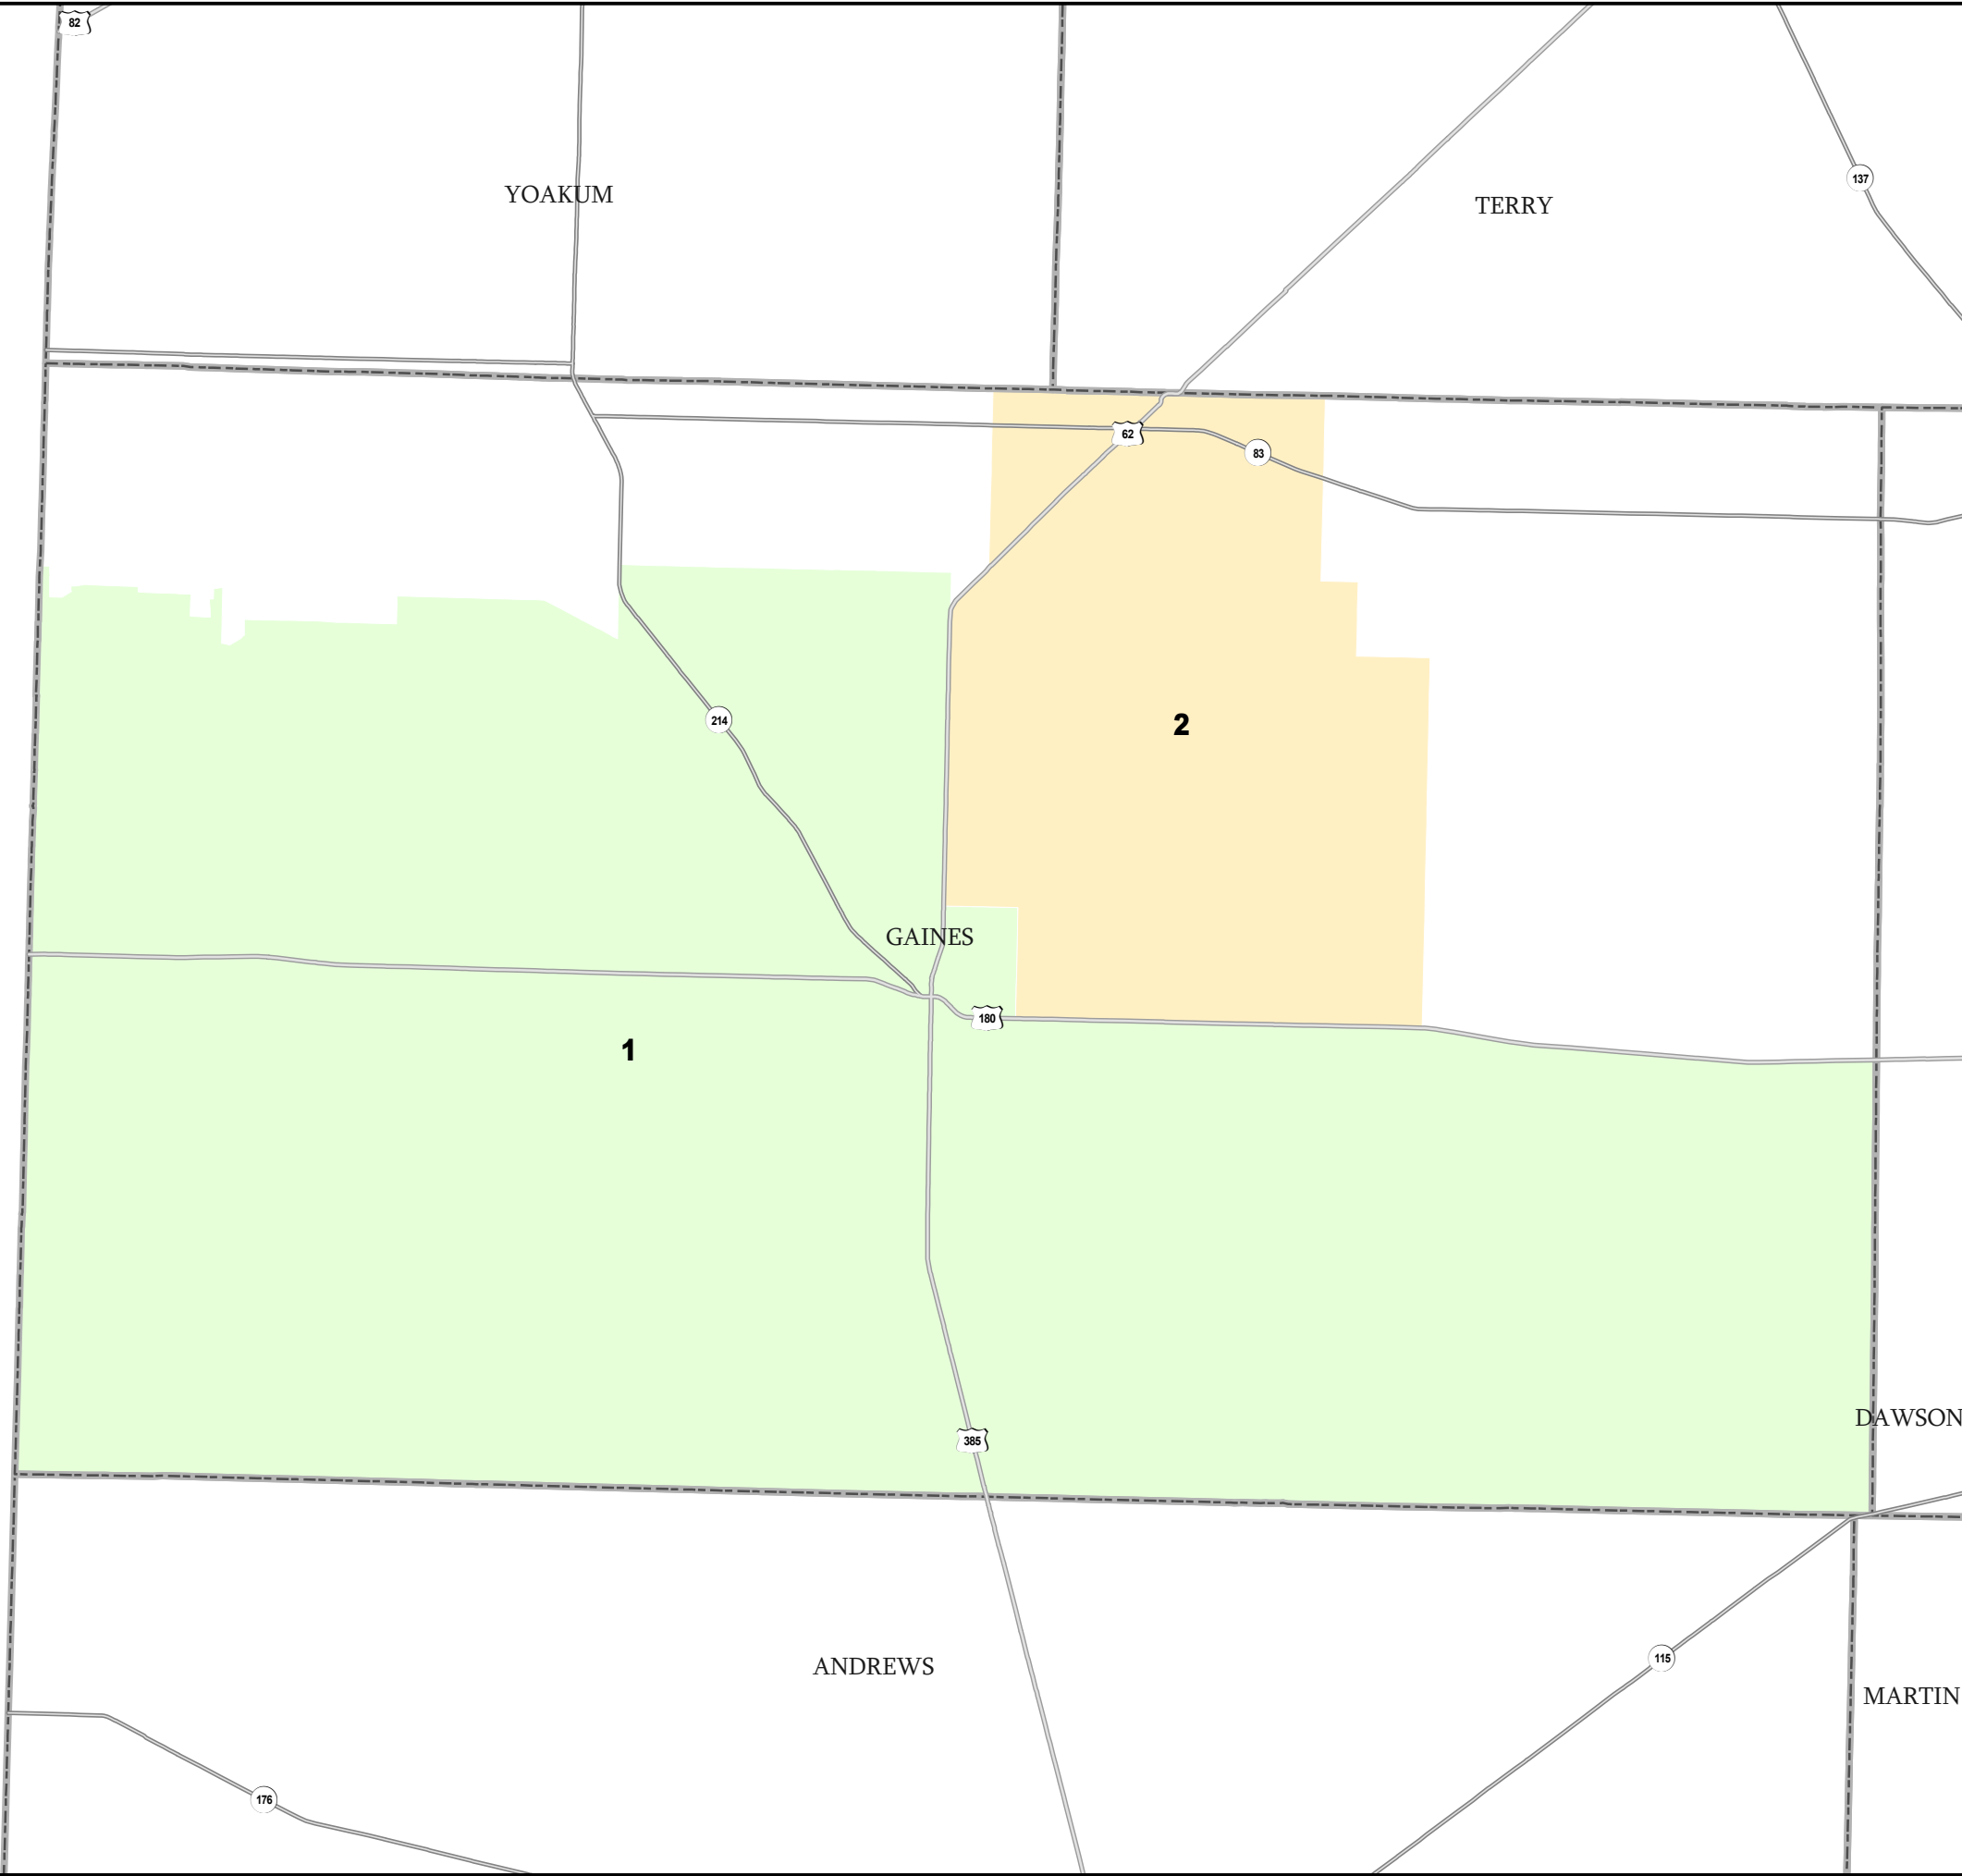 82
137
YOAKUM
TERRY
62
83
214
2
GAINES
180
1
DAWSON
385
115
ANDREWS
MARTIN
176